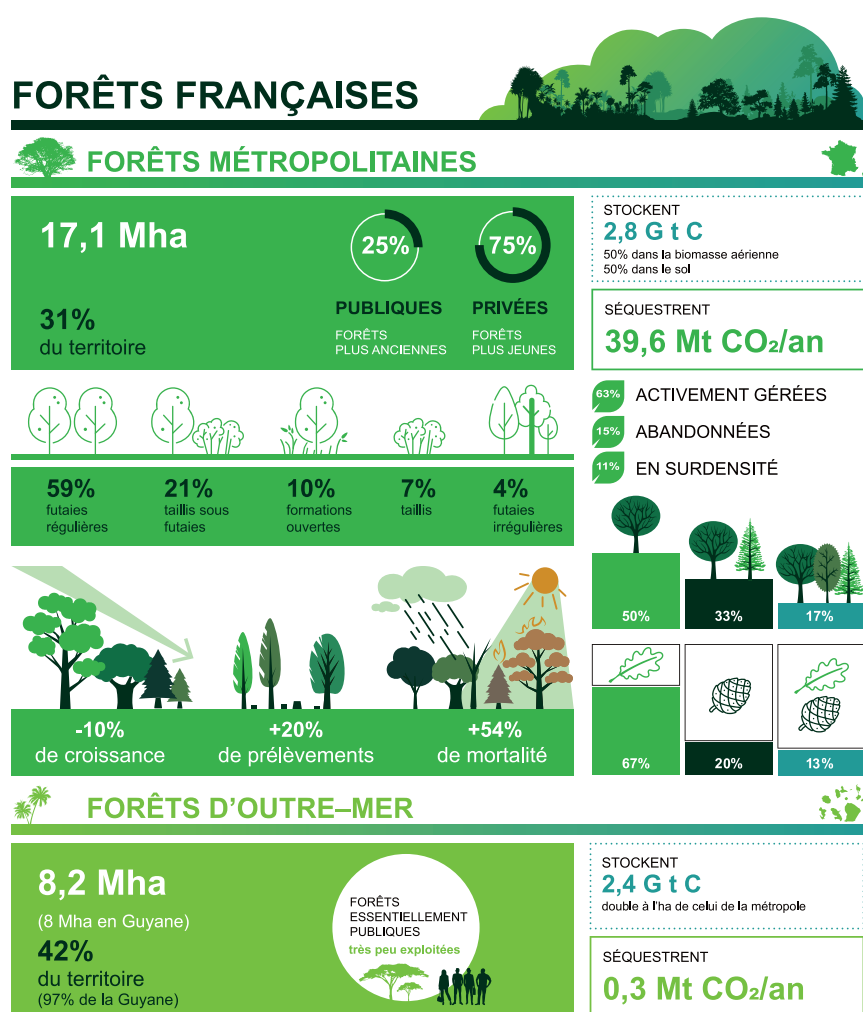 FORÊTS FRANÇAISES
FORÊTS MÉTROPOLITAINES
17,1 Mha
31%
du territoire
25%
PUBLIQUES
FORÊTS
PLUS ANCIENNES
75%
PRIVÉES
FORÊTS
PLUS JEUNES
STOCKENT
2,8 G t C
50% dans la biomasse aérienne
50% dans le sol
SÉQUESTRENT
39,6 Mt CO₂/an
63% ACTIVEMENT GÉRÉES
15% ABANDONNÉES
11% EN SURDENSITÉ
59%
futaies
régulières
21%
taillis sous
futaies
10%
formations
ouvertes
7%
taillis
4%
futaies
irrégulières
50%
33%
17%
-10%
de croissance
+20%
de prélèvements
+54%
de mortalité
67%
20%
13%
FORÊTS D'OUTRE–MER
8,2 Mha
(8 Mha en Guyane)
42%
du territoire
(97% de la Guyane)
FORÊTS
ESSENTIELLEMENT
PUBLIQUES
très peu exploitées
STOCKENT
2,4 G t C
double à l'ha de celui de la métropole
SÉQUESTRENT
0,3 Mt CO₂/an